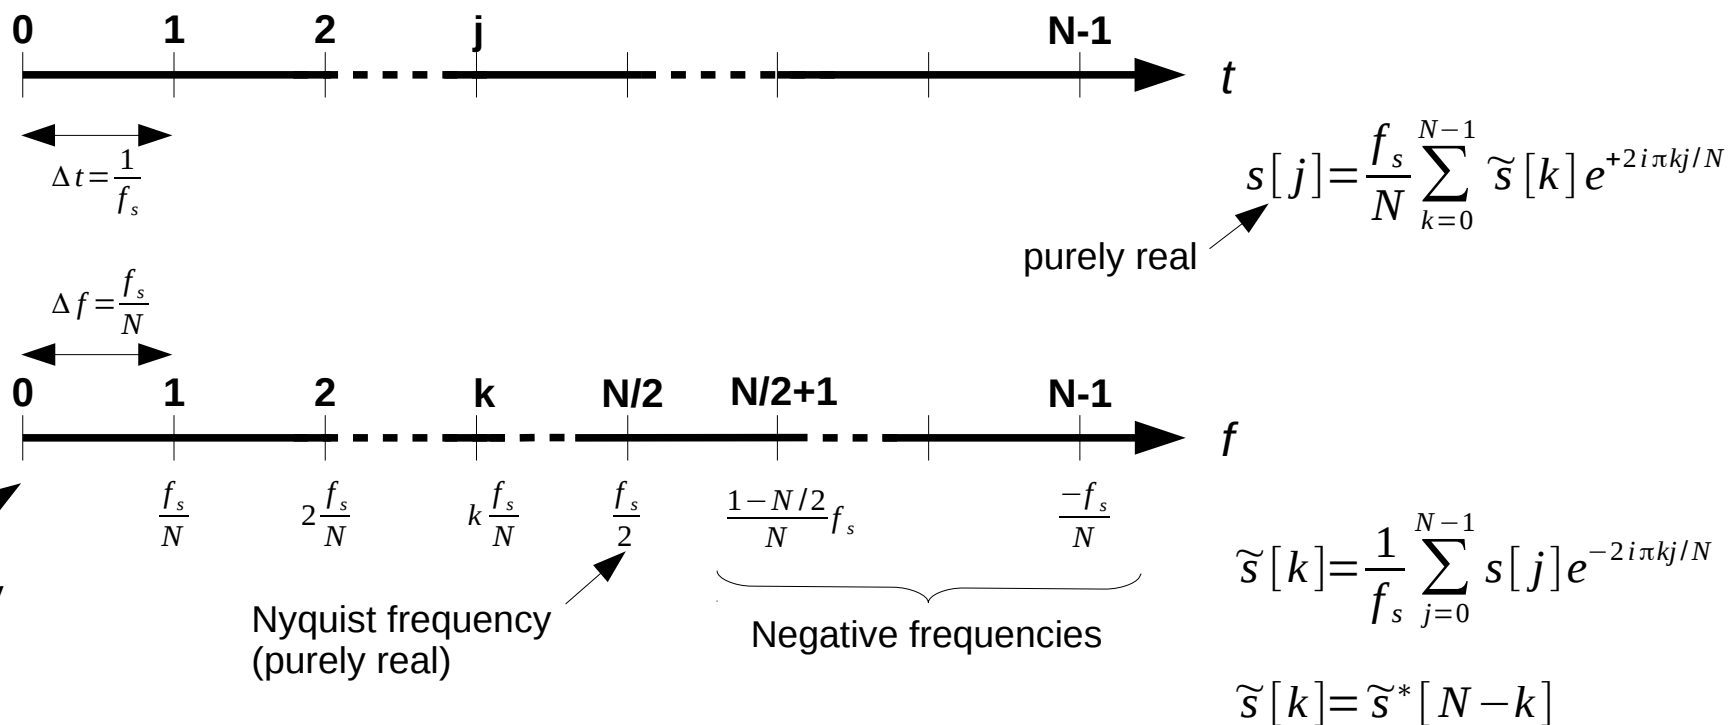 0 1 2 j N-1
t
Δt = 1/f_s
s[j] = f_s/N ∑_{k=0}^{N−1} s̃[k] e^{+2iπkj/N}
purely real
Δf = f_s/N
0 1 2 k N/2 N/2+1 N-1
f
f_s/N 2 f_s/N k f_s/N f_s/2 (1−N/2)/N f_s −f_s/N
s̃[k] = 1/f_s ∑_{j=0}^{N−1} s[j] e^{−2iπkj/N}
Nyquist frequency
(purely real)
Negative frequencies
s̃[k] = s̃*[N−k]